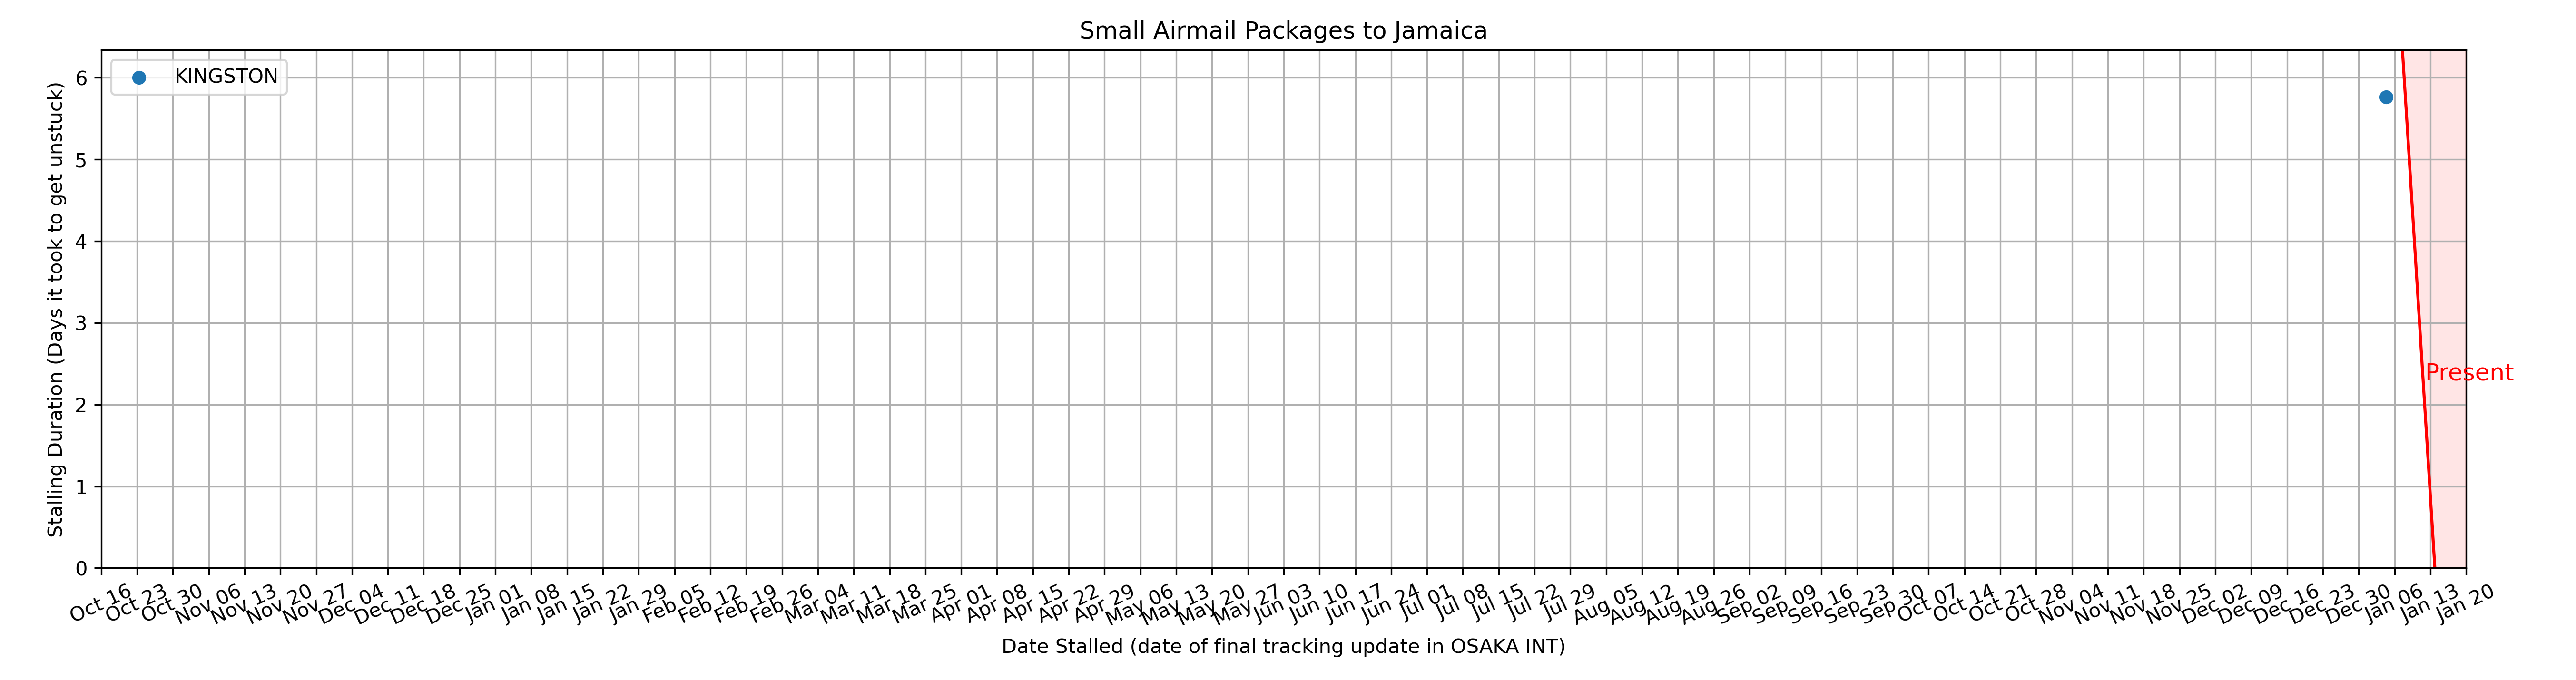 Small Airmail Packages to Jamaica
KINGSTON
Stalling Duration (Days it took to get unstuck)
6
5
4
3
2
1
0
Present
Oct 16 Oct 23 Oct 30 Nov 06 Nov 13 Nov 20 Nov 27 Dec 04 Dec 11 Dec 18 Dec 25 Jan 01 Jan 08 Jan 15 Jan 22 Jan 29 Feb 05 Feb 12 Feb 19 Feb 26 Mar 04 Mar 11 Mar 18 Mar 25 Apr 01 Apr 08 Apr 15 Apr 22 Apr 29 May 06 May 13 May 20 May 27 Jun 03 Jun 10 Jun 17 Jun 24 Jul 01 Jul 08 Jul 15 Jul 22 Jul 29 Aug 05 Aug 12 Aug 19 Aug 26 Sep 02 Sep 09 Sep 16 Sep 23 Sep 30 Oct 07 Oct 14 Oct 21 Oct 28 Nov 04 Nov 11 Nov 18 Nov 25 Dec 02 Dec 09 Dec 16 Dec 23 Dec 30 Jan 06 Jan 13 Jan 20
Date Stalled (date of final tracking update in OSAKA INT)